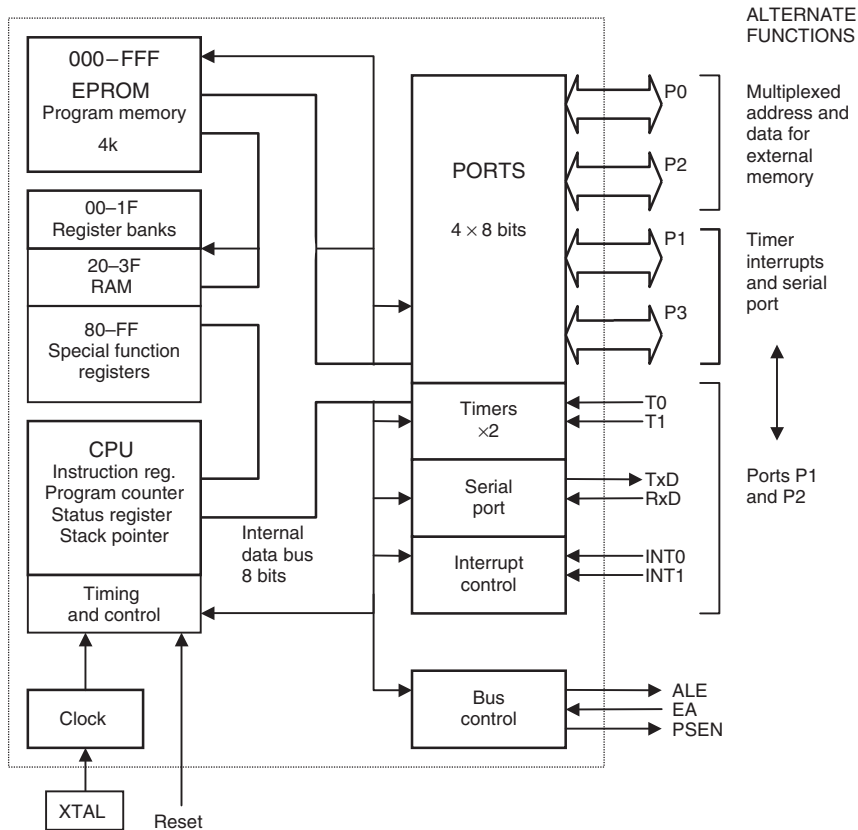 ALTERNATE
FUNCTIONS
000–FFF
EPROM
Program memory
4k
00–1F
Register banks
20–3F
RAM
80–FF
Special function
registers
CPU
Instruction reg.
Program counter
Status register
Stack pointer
Timing
and control
Clock
XTAL
Reset
Internal
data bus
8 bits
PORTS
4 × 8 bits
Timers
×2
Serial
port
Interrupt
control
Bus
control
P0
P2
P1
P3
T0
T1
TxD
RxD
INT0
INT1
ALE
EA
PSEN
Multiplexed
address and
data for
external
memory
Timer
interrupts
and serial
port
Ports P1
and P2